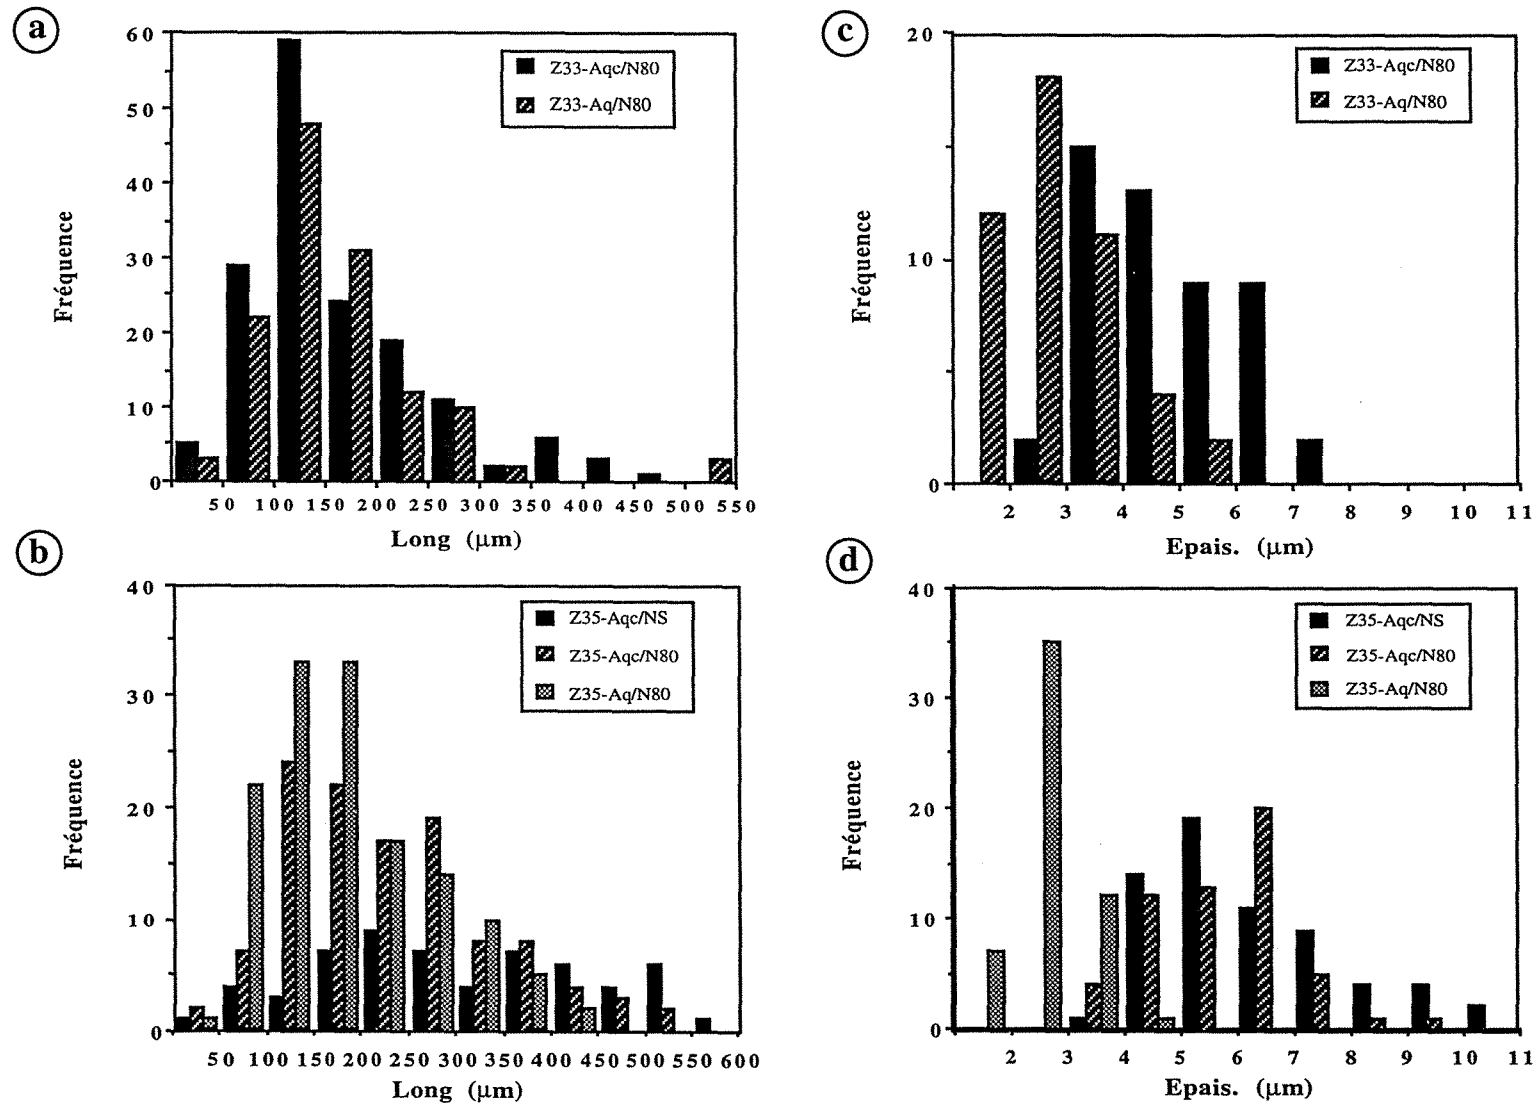 a
60
50
40
30
20
10
0
Fréquence
Z33-Aqc/N80
Z33-Aq/N80
50 100 150 200 250 300 350 400 450 500 550
Long (μm)
c
20
10
0
Fréquence
Z33-Aqc/N80
Z33-Aq/N80
2 3 4 5 6 7 8 9 10 11
Epais. (μm)
b
40
30
20
10
0
Fréquence
Z35-Aqc/NS
Z35-Aqc/N80
Z35-Aq/N80
50 100 150 200 250 300 350 400 450 500 550 600
Long (μm)
d
40
30
20
10
0
Fréquence
Z35-Aqc/NS
Z35-Aqc/N80
Z35-Aq/N80
2 3 4 5 6 7 8 9 10 11
Epais. (μm)